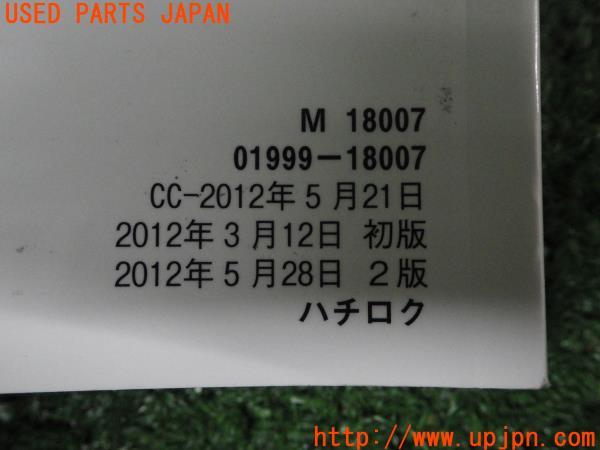 USED PARTS JAPAN
M 18007
01999-18007
CC-2012年5月21日
2012年3月12日 初版
2012年5月28日 2版
ハチロク
http://www.upjpn.com